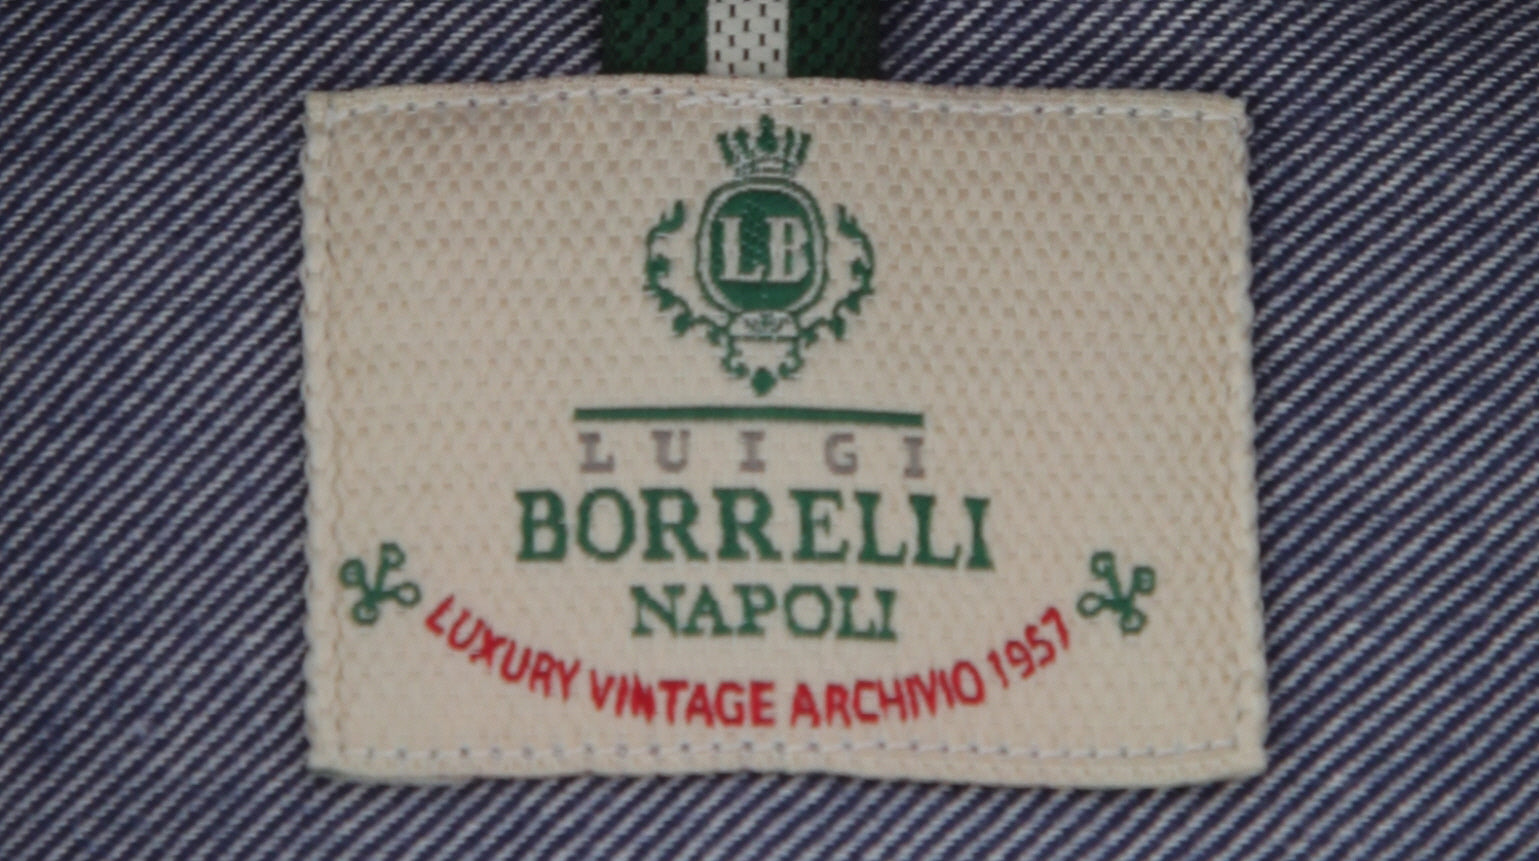 LB
LUIGI
BORRELLI
NAPOLI
LUXURY VINTAGE ARCHIVIO 1957